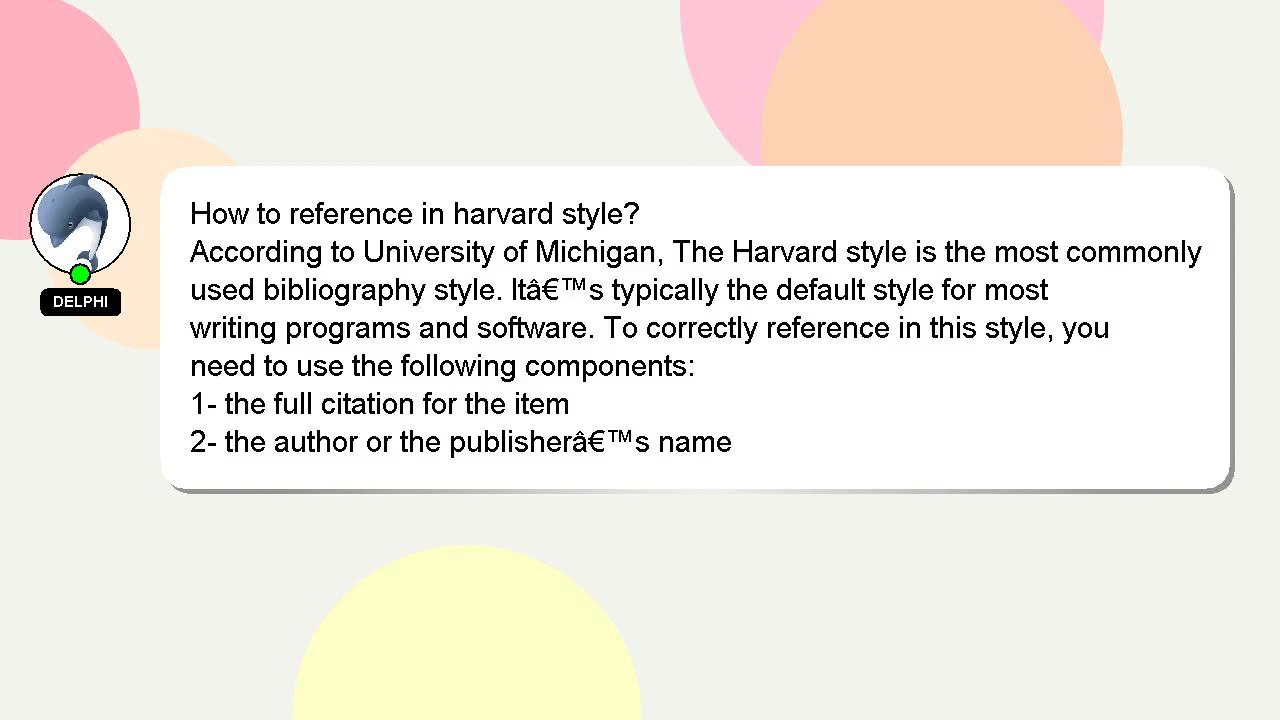 How to reference in harvard style?
According to University of Michigan, The Harvard style is the most commonly
used bibliography style. Itâ€™s typically the default style for most
writing programs and software. To correctly reference in this style, you
need to use the following components:
1- the full citation for the item
2- the author or the publisherâ€™s name
DELPHI